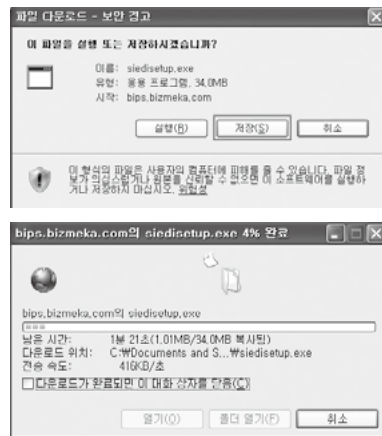 파일 다운로드 - 보안 경고
이 파일을 실행 또는 저장하시겠습니까?
이름: siedisetup.exe
유형: 응용 프로그램, 34.0MB
시작: bips.bizmeka.com
실행(R) 저장(S) 취소
이 형식의 파일은 사용자의 컴퓨터에 피해를 줄 수 있습니다. 파일 정
보가 의심스럽거나 원본을 신뢰할 수 없으면 이 소프트웨어를 실행하
거나 저장하지 마십시오. 위험성
bips.bizmeka.com의 siedisetup.exe 4% 완료
bips.bizmeka.com의 siedisetup.exe
남은 시간: 1분 21초(1.01MB/34.0MB 복사됨)
다운로드 위치: C:₩Documents and S...₩siedisetup.exe
전송 속도: 416KB/초
다운로드가 완료되면 이 대화 상자를 닫음(C)
열기(O) 폴더 열기(F) 취소